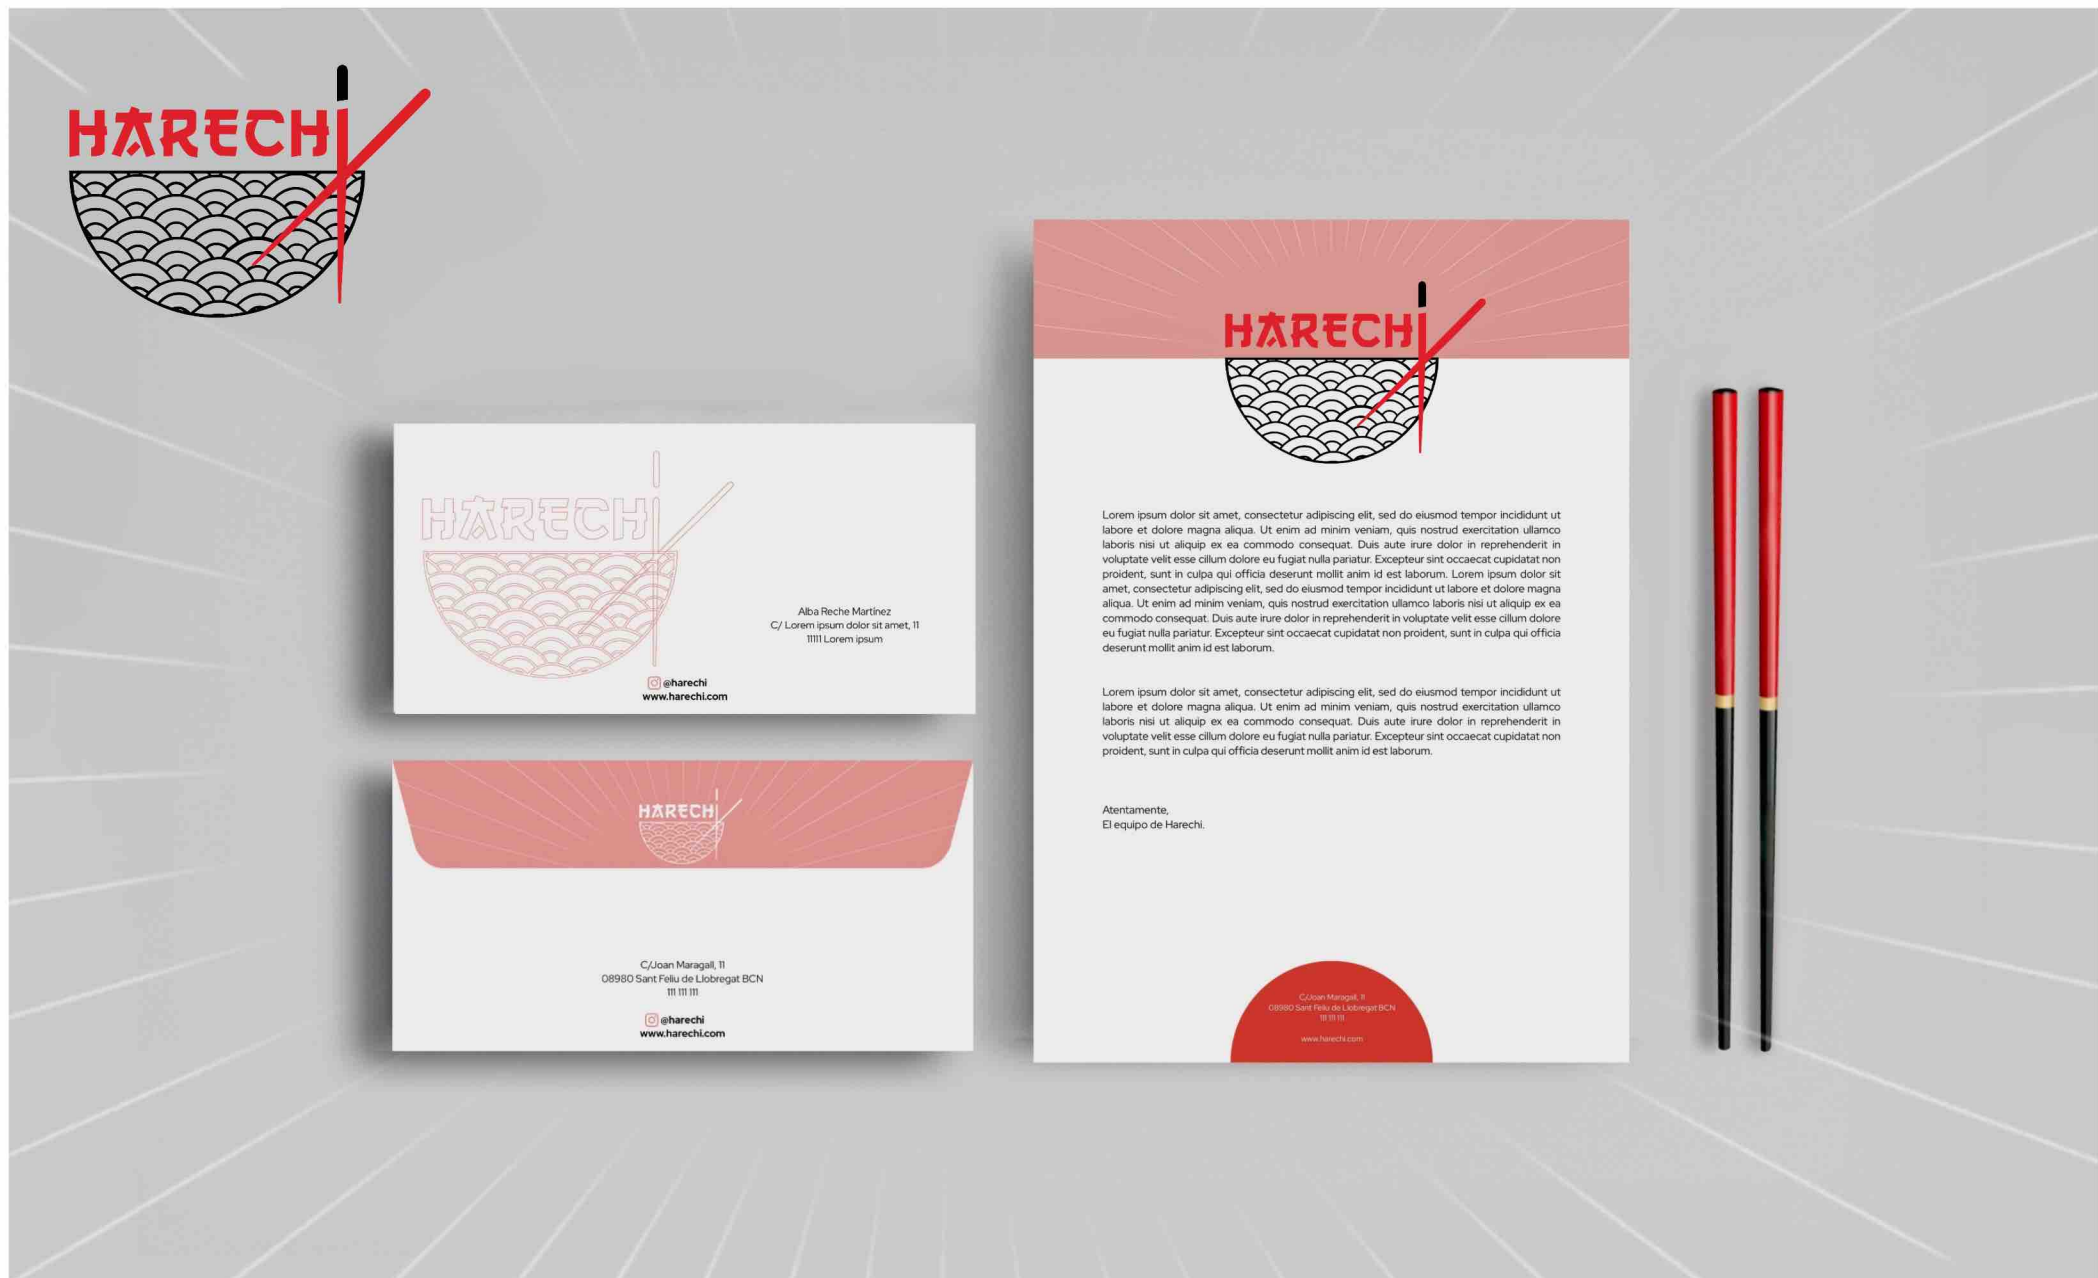 HARECHI
HARECHI
Alba Reche Martínez
C/ Lorem ipsum dolor sit amet, 11
11111 Lorem ipsum
@harechi
www.harechi.com
HARECHI
C/Joan Maragall, 11
08980 Sant Feliu de Llobregat BCN
111 111 111
@harechi
www.harechi.com
HARECHI
Lorem ipsum dolor sit amet, consectetur adipiscing elit, sed do eiusmod tempor incididunt ut
labore et dolore magna aliqua. Ut enim ad minim veniam, quis nostrud exercitation ullamco
laboris nisi ut aliquip ex ea commodo consequat. Duis aute irure dolor in reprehenderit in
voluptate velit esse cillum dolore eu fugiat nulla pariatur. Excepteur sint occaecat cupidatat non
proident, sunt in culpa qui officia deserunt mollit anim id est laborum. Lorem ipsum dolor sit
amet, consectetur adipiscing elit, sed do eiusmod tempor incididunt ut labore et dolore magna
aliqua. Ut enim ad minim veniam, quis nostrud exercitation ullamco laboris nisi ut aliquip ex ea
commodo consequat. Duis aute irure dolor in reprehenderit in voluptate velit esse cillum dolore
eu fugiat nulla pariatur. Excepteur sint occaecat cupidatat non proident, sunt in culpa qui officia
deserunt mollit anim id est laborum.
Lorem ipsum dolor sit amet, consectetur adipiscing elit, sed do eiusmod tempor incididunt ut
labore et dolore magna aliqua. Ut enim ad minim veniam, quis nostrud exercitation ullamco
laboris nisi ut aliquip ex ea commodo consequat. Duis aute irure dolor in reprehenderit in
voluptate velit esse cillum dolore eu fugiat nulla pariatur. Excepteur sint occaecat cupidatat non
proident, sunt in culpa qui officia deserunt mollit anim id est laborum.
Atentamente,
El equipo de Harechi.
C/Joan Maragall, 11
08980 Sant Feliu de Llobregat BCN
111 111 111
www.harechi.com